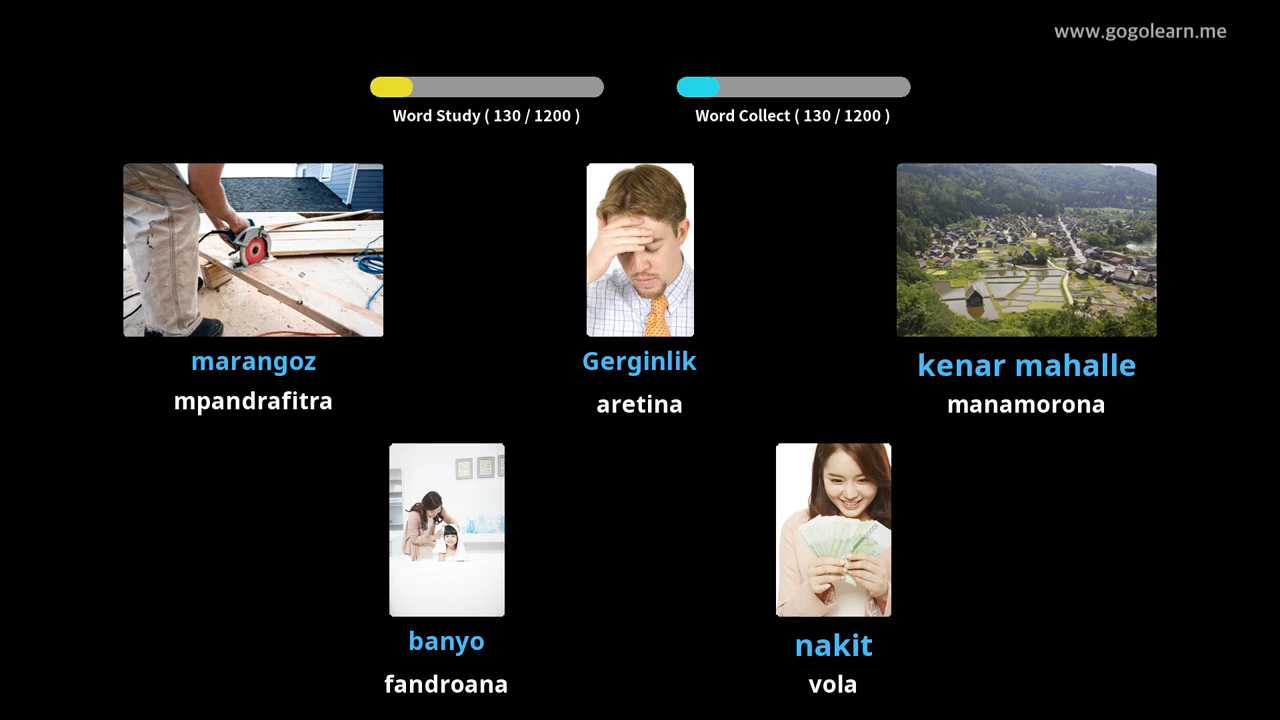 www.gogolearn.me
Word Study ( 130 / 1200 )
Word Collect ( 130 / 1200 )
marangoz
mpandrafitra
Gerginlik
aretina
kenar mahalle
manamorona
banyo
fandroana
nakit
vola